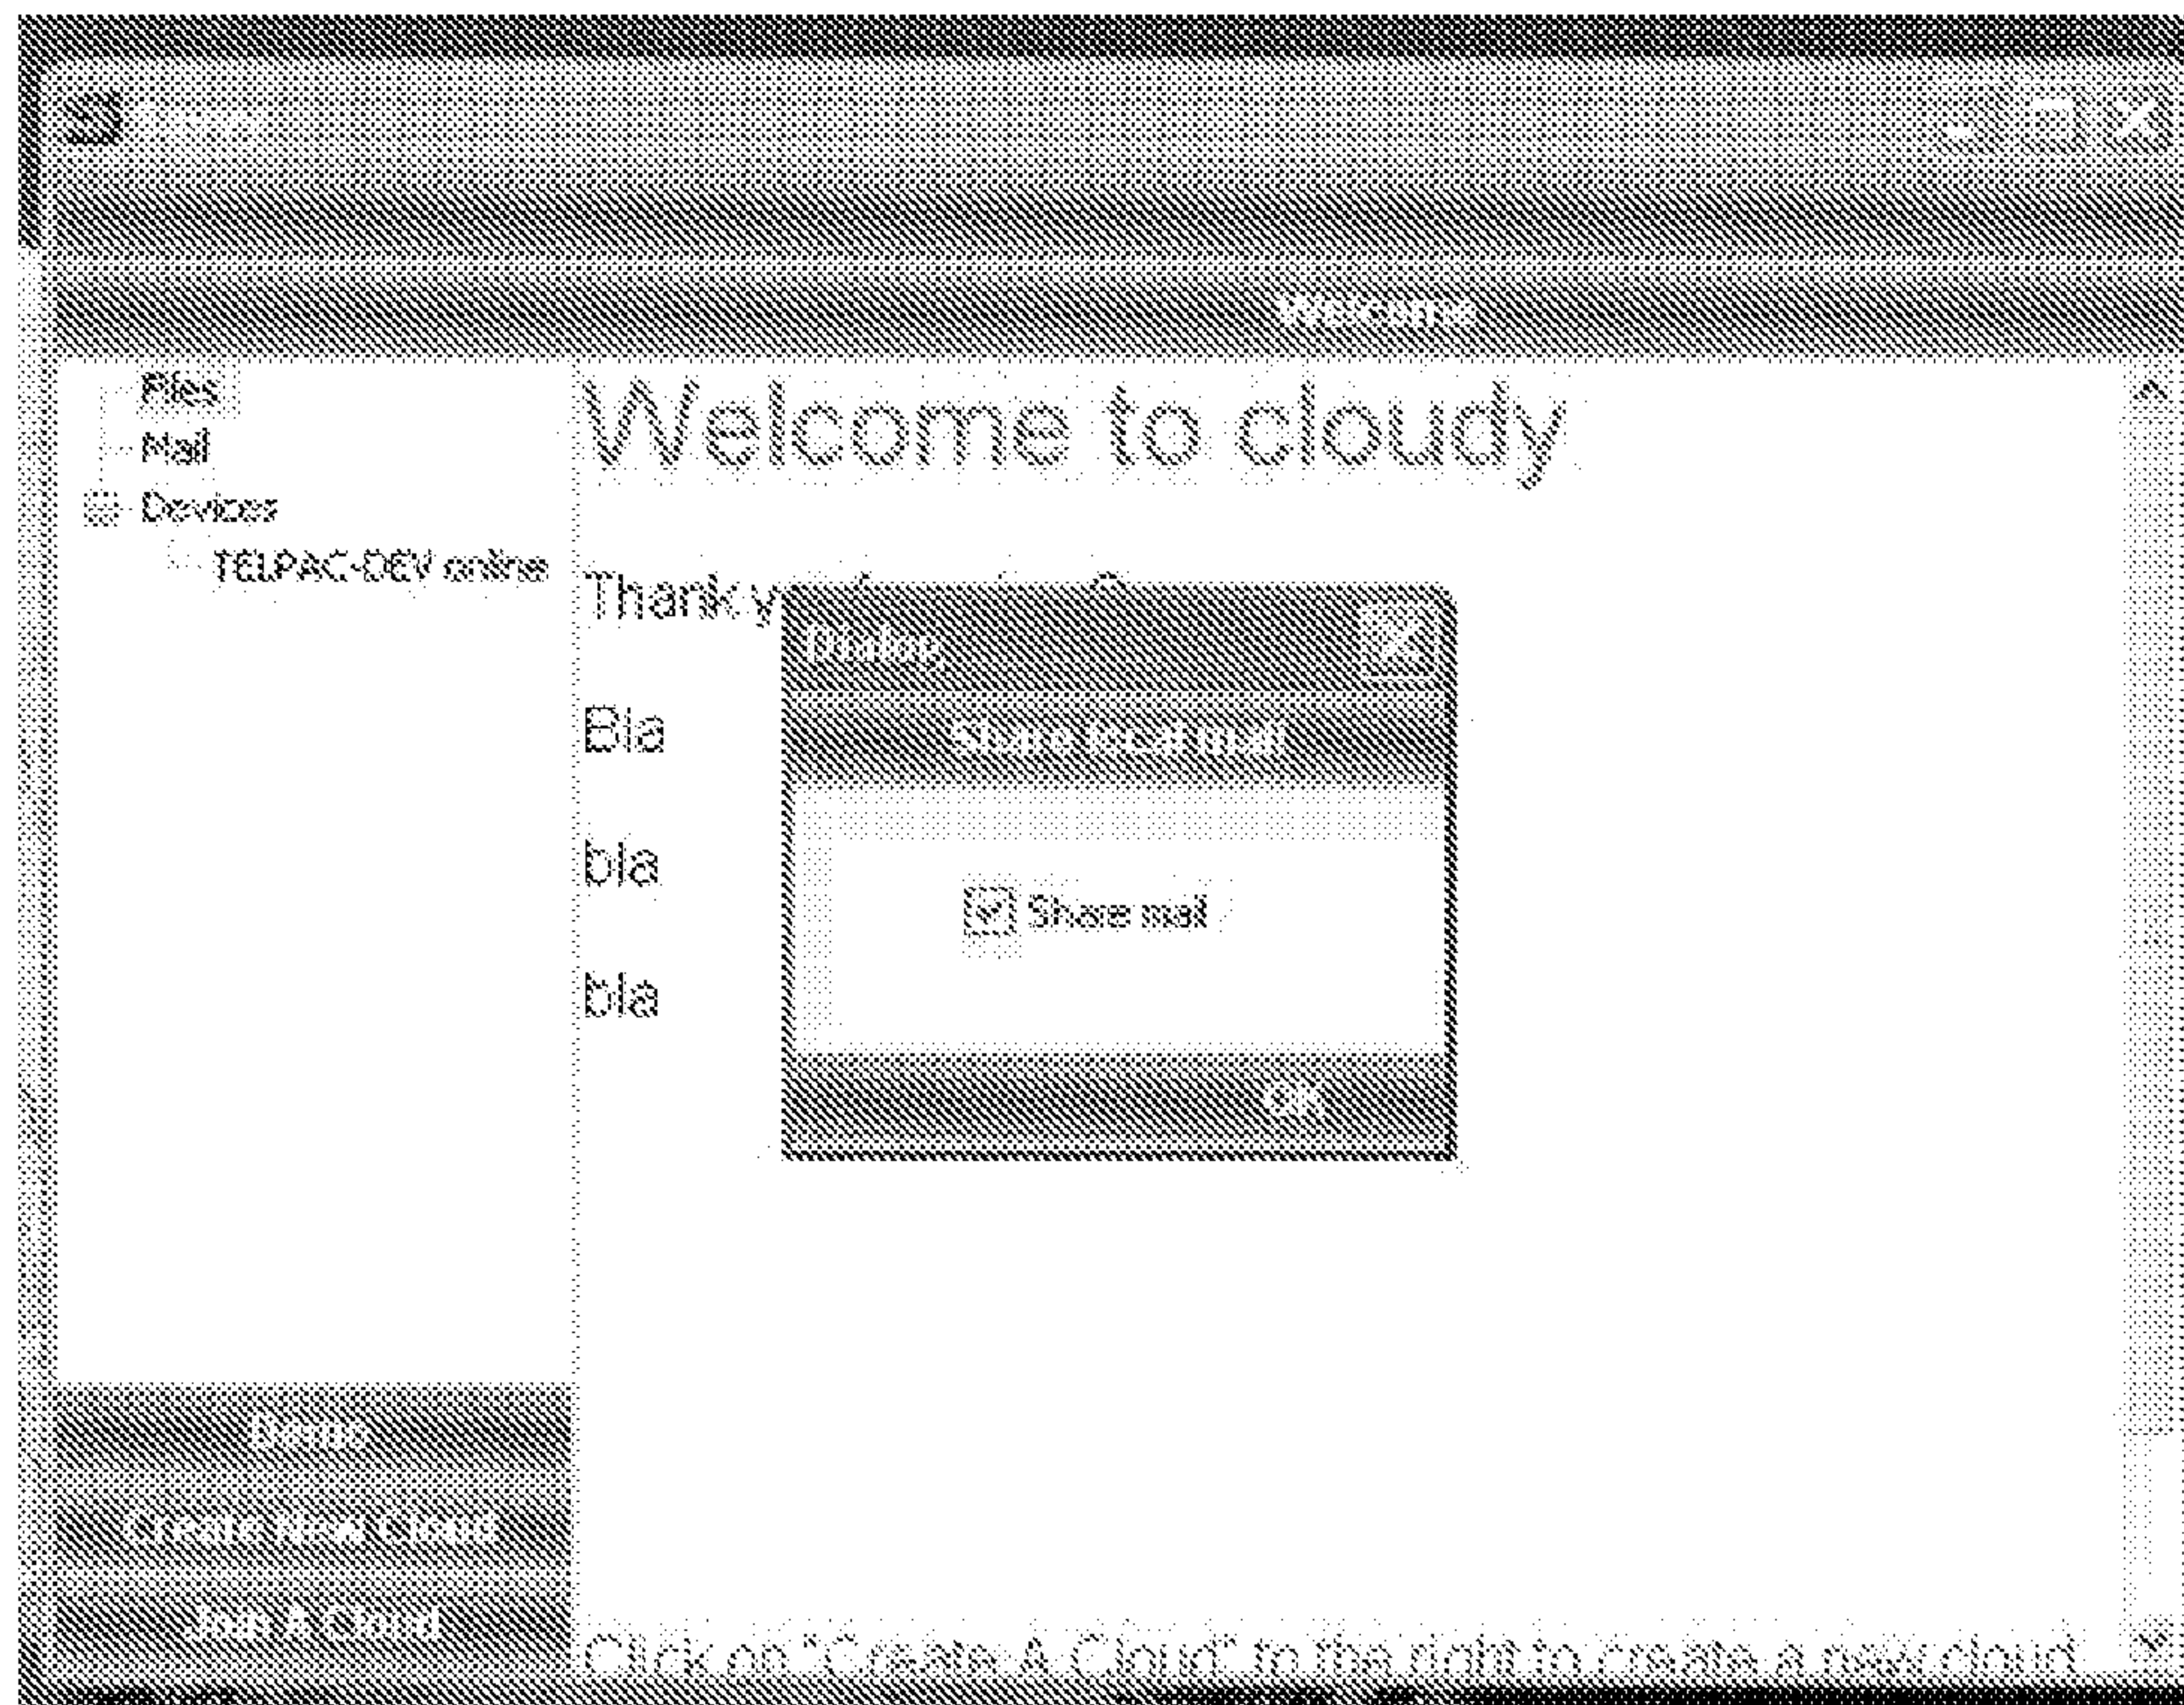 Welcome
Files
Mail
Devices
TELPAC-DEV online
Welcome to cloudy
Thank y
Bla
bla
bla
Dialog
Share local mail
Share mail
OK
Demo
Create New Cloud
Join A Cloud
Click on "Create A Cloud" to the right to create a new cloud